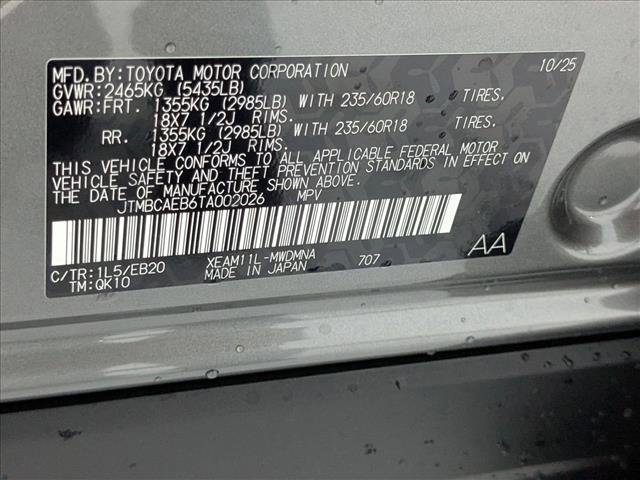 MFD.BY:TOYOTA MOTOR CORPORATION 10/25
GVWR:2465KG (5435LB)
GAWR:FRT. 1355KG (2985LB) WITH 235/60R18 TIRES.
18X7 1/2J RIMS.
RR. 1355KG (2985LB) WITH 235/60R18 TIRES.
18X7 1/2J RIMS.
THIS VEHICLE CONFORMS TO ALL APPLICABLE FEDERAL MOTOR
VEHICLE SAFETY AND THEFT PREVENTION STANDARDS IN EFFECT ON
THE DATE OF MANUFACTURE SHOWN ABOVE.
JTMBCAEB6TA002026 MPV
C/TR:1L5/EB20 XEAM11L-MWDMNA 707 AA
TM:QK10 MADE IN JAPAN